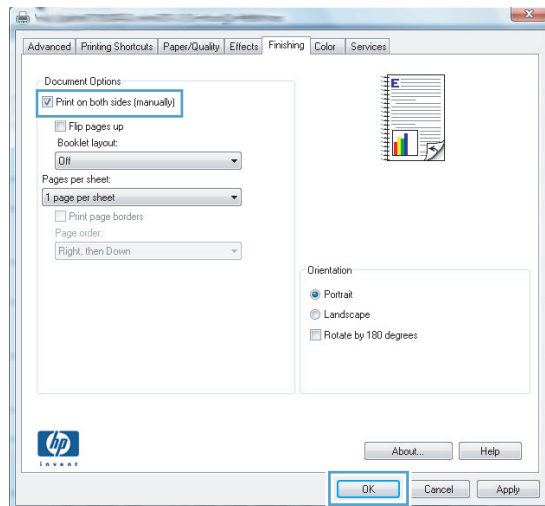 Advanced Printing Shortcuts Paper/Quality Effects Finishing Color Services
Document Options
Print on both sides (manually)
Flip pages up
Booklet layout:
Off
Pages per sheet:
1 page per sheet
Print page borders
Page order:
Right, then Down
E
Orientation
Portrait
Landscape
Rotate by 180 degrees
hp
invent
About... Help
OK Cancel Apply